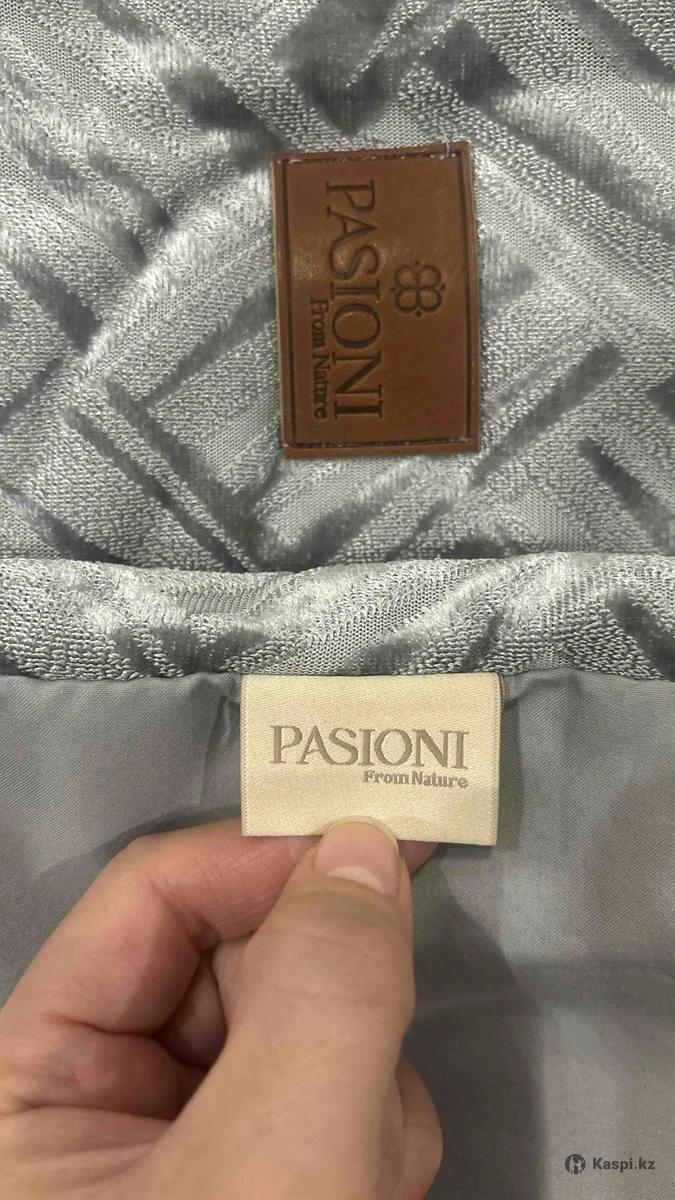 PASIONI
From Nature
PASIONI
From Nature
Kaspi.kz